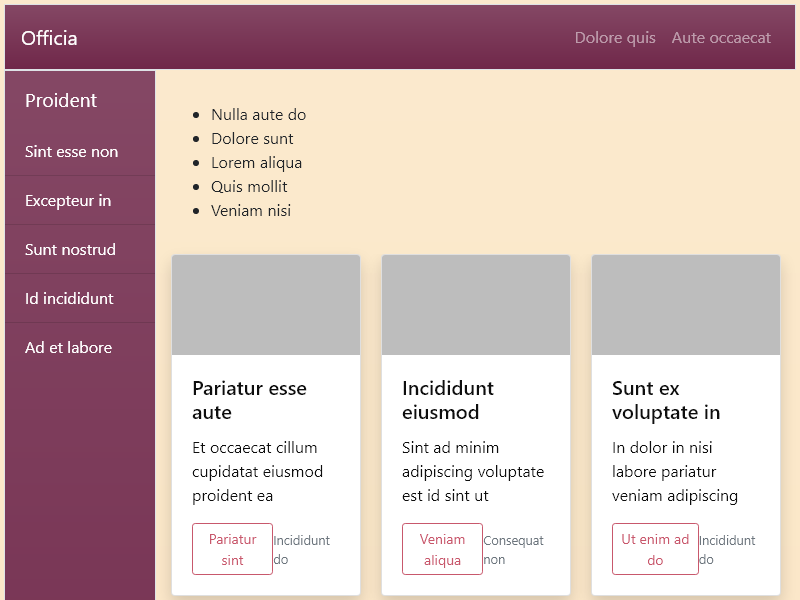 Officia
Dolore quis
Aute occaecat
Proident
Sint esse non
Excepteur in
Sunt nostrud
Id incididunt
Ad et labore
Nulla aute do
Dolore sunt
Lorem aliqua
Quis mollit
Veniam nisi
Pariatur esse
aute
Et occaecat cillum
cupidatat eiusmod
proident ea
Pariatur
sint
Incididunt
do
Incididunt
eiusmod
Sint ad minim
adipiscing voluptate
est id sint ut
Veniam
aliqua
Consequat
non
Sunt ex
voluptate in
In dolor in nisi
labore pariatur
veniam adipiscing
Ut enim ad
do
Incididunt
do